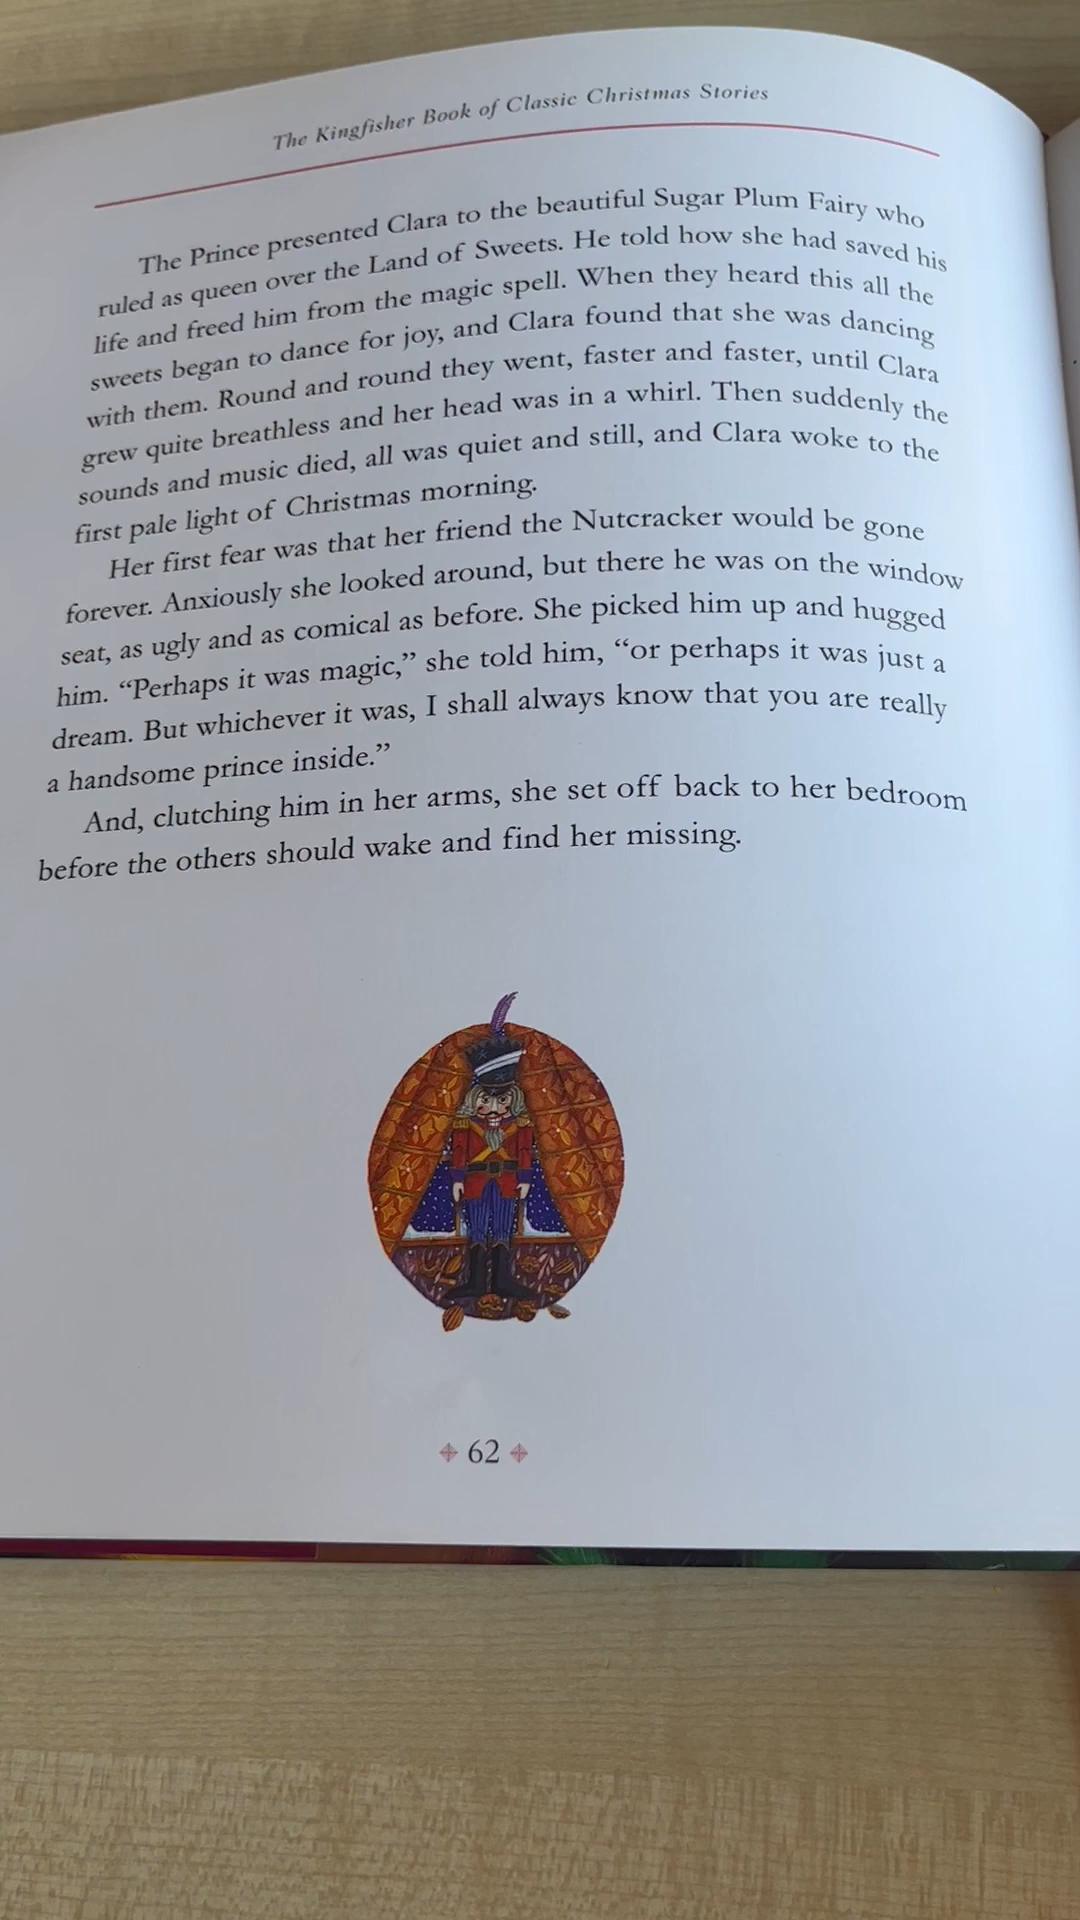 The Kingfisher Book of Classic Christmas Stories
The Prince presented Clara to the beautiful Sugar Plum Fairy who
ruled as queen over the Land of Sweets. He told how she had saved his
life and freed him from the magic spell. When they heard this all the
sweets began to dance for joy, and Clara found that she was dancing
with them. Round and round they went, faster and faster, until Clara
grew quite breathless and her head was in a whirl. Then suddenly the
sounds and music died, all was quiet and still, and Clara woke to the
first pale light of Christmas morning.
Her first fear was that her friend the Nutcracker would be gone
forever. Anxiously she looked around, but there he was on the window
seat, as ugly and as comical as before. She picked him up and hugged
him. “Perhaps it was magic,” she told him, “or perhaps it was just a
dream. But whichever it was, I shall always know that you are really
a handsome prince inside.”
And, clutching him in her arms, she set off back to her bedroom
before the others should wake and find her missing.
62